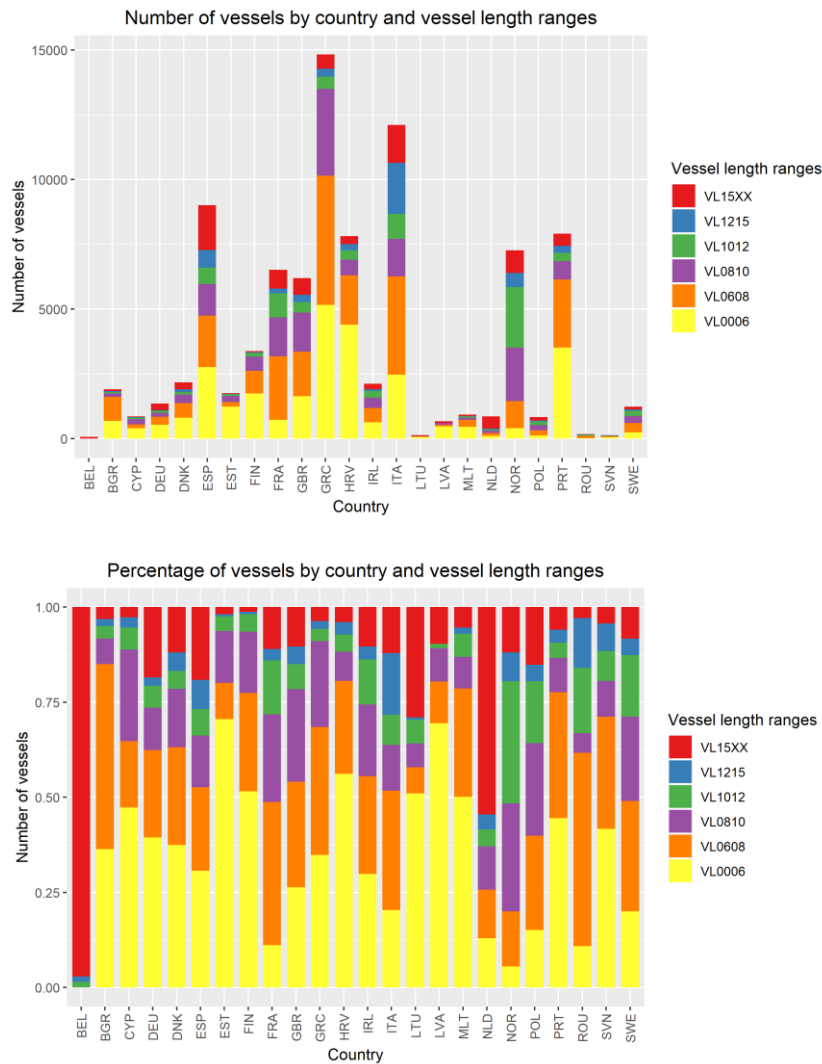 Number of vessels by country and vessel length ranges
Number of vessels
15000
10000
5000
0
BEL BGR CYP DEU DNK ESP EST FIN FRA GBR GRC HRV IRL ITA LTU LVA MLT NLD NOR POL PRT ROU SVN SWE
Country
Vessel length ranges
VL15XX
VL1215
VL1012
VL0810
VL0608
VL0006
Percentage of vessels by country and vessel length ranges
Number of vessels
1.00
0.75
0.50
0.25
0.00
BEL BGR CYP DEU DNK ESP EST FIN FRA GBR GRC HRV IRL ITA LTU LVA MLT NLD NOR POL PRT ROU SVN SWE
Country
Vessel length ranges
VL15XX
VL1215
VL1012
VL0810
VL0608
VL0006